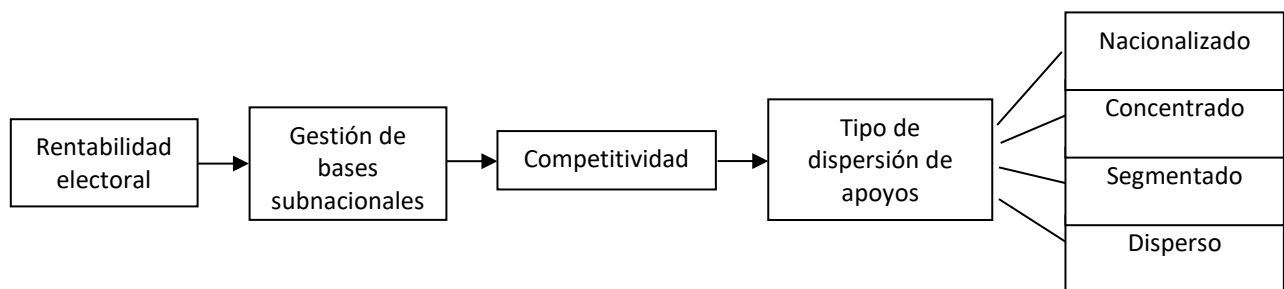 Rentabilidad
electoral
Gestión de
bases
subnacionales
Competitividad
Tipo de
dispersión de
apoyos
Nacionalizado
Concentrado
Segmentado
Disperso